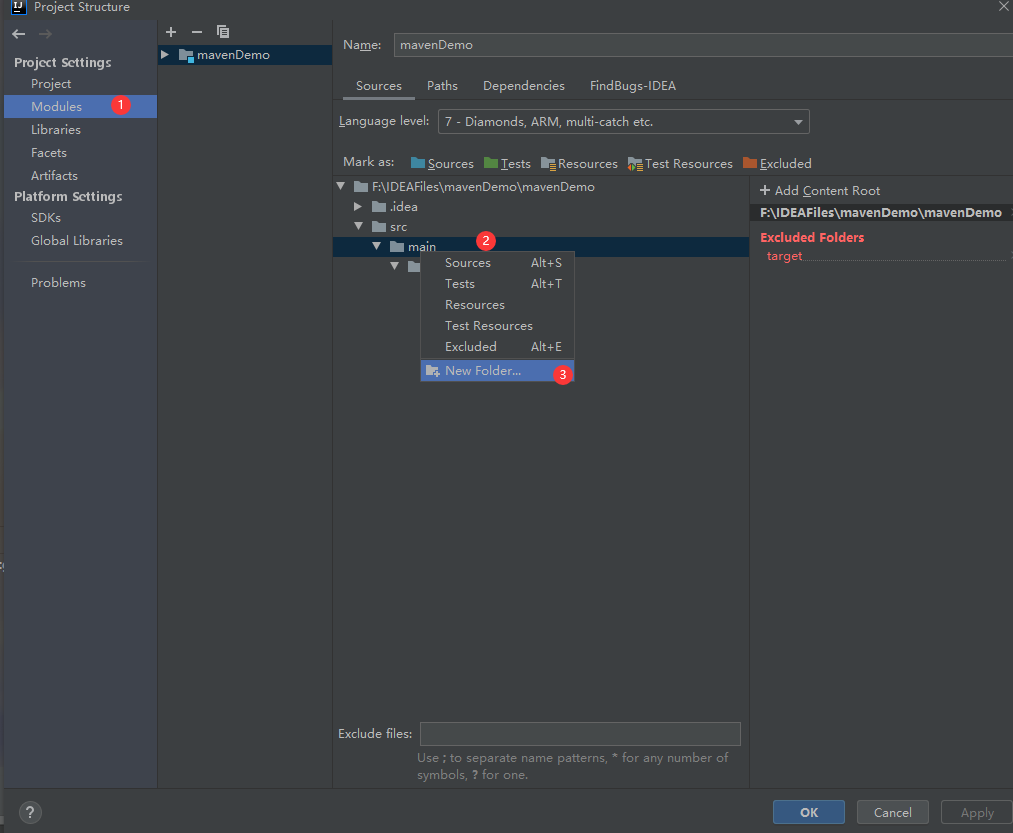 IJ Project Structure
Project Settings
Project
Modules 1
Libraries
Facets
Artifacts
Platform Settings
SDKs
Global Libraries
Problems
mavenDemo
Name: mavenDemo
Sources Paths Dependencies FindBugs-IDEA
Language level: 7 - Diamonds, ARM, multi-catch etc.
Mark as: Sources Tests Resources Test Resources Excluded
F:\IDEAFiles\mavenDemo\mavenDemo
.idea
src
main 2
Sources Alt+S
Tests Alt+T
Resources
Test Resources
Excluded Alt+E
New Folder... 3
+ Add Content Root
F:\IDEAFiles\mavenDemo\mavenDemo
Excluded Folders
target
Exclude files:
Use ; to separate name patterns, * for any number of
symbols, ? for one.
? OK Cancel Apply